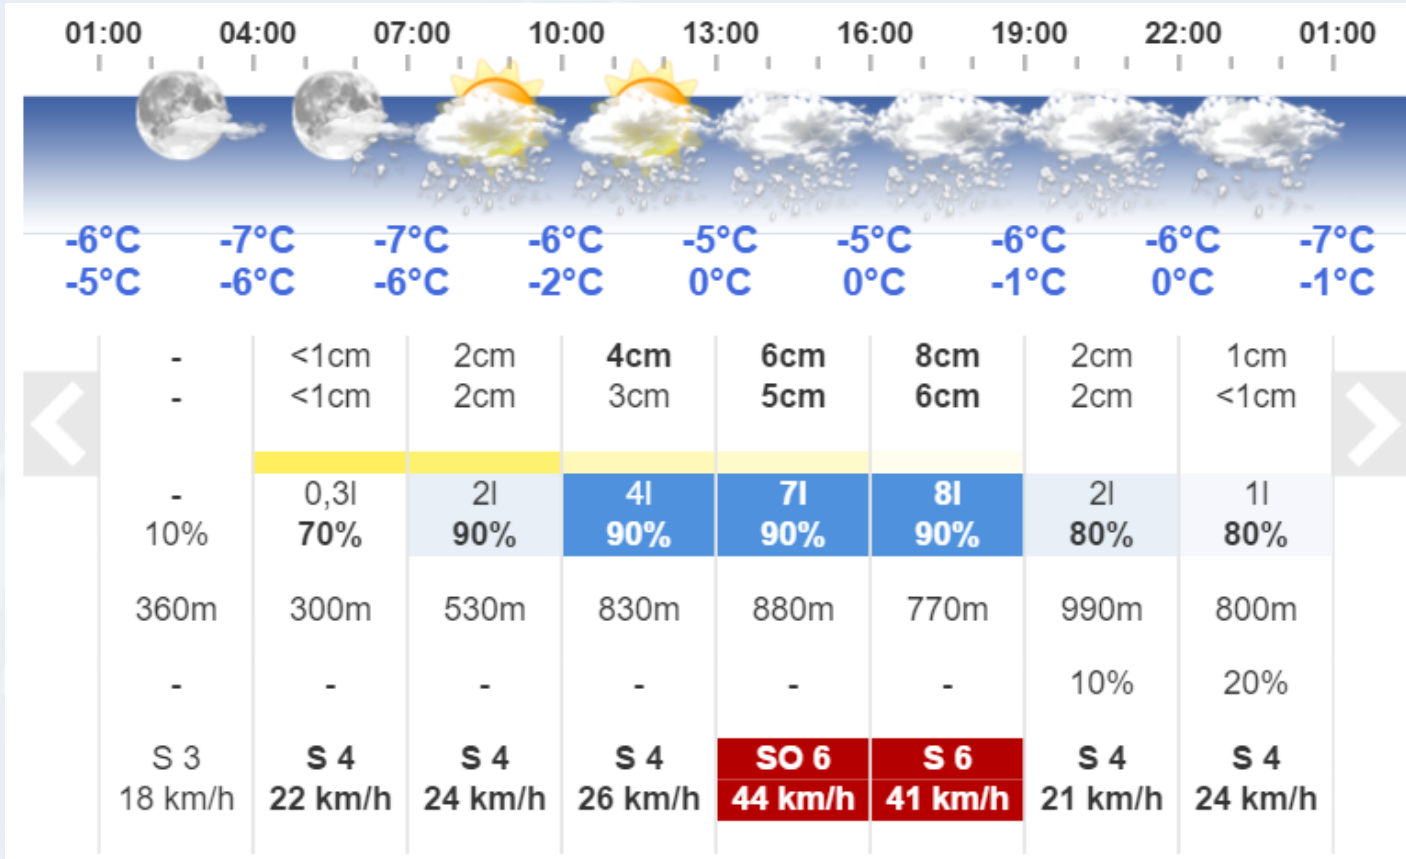 01:00 04:00 07:00 10:00 13:00 16:00 19:00 22:00 01:00
-6°C -7°C -7°C -6°C -5°C -5°C -6°C -6°C -7°C
-5°C -6°C -6°C -2°C 0°C 0°C -1°C 0°C -1°C
- <1cm 2cm 4cm 6cm 8cm 2cm 1cm
- <1cm 2cm 3cm 5cm 6cm 2cm <1cm
- 0,3l 2l 4l 7l 8l 2l 1l
10% 70% 90% 90% 90% 90% 80% 80%
360m 300m 530m 830m 880m 770m 990m 800m
- - - - - - 10% 20%
S 3 S 4 S 4 S 4 SO 6 S 6 S 4 S 4
18 km/h 22 km/h 24 km/h 26 km/h 44 km/h 41 km/h 21 km/h 24 km/h